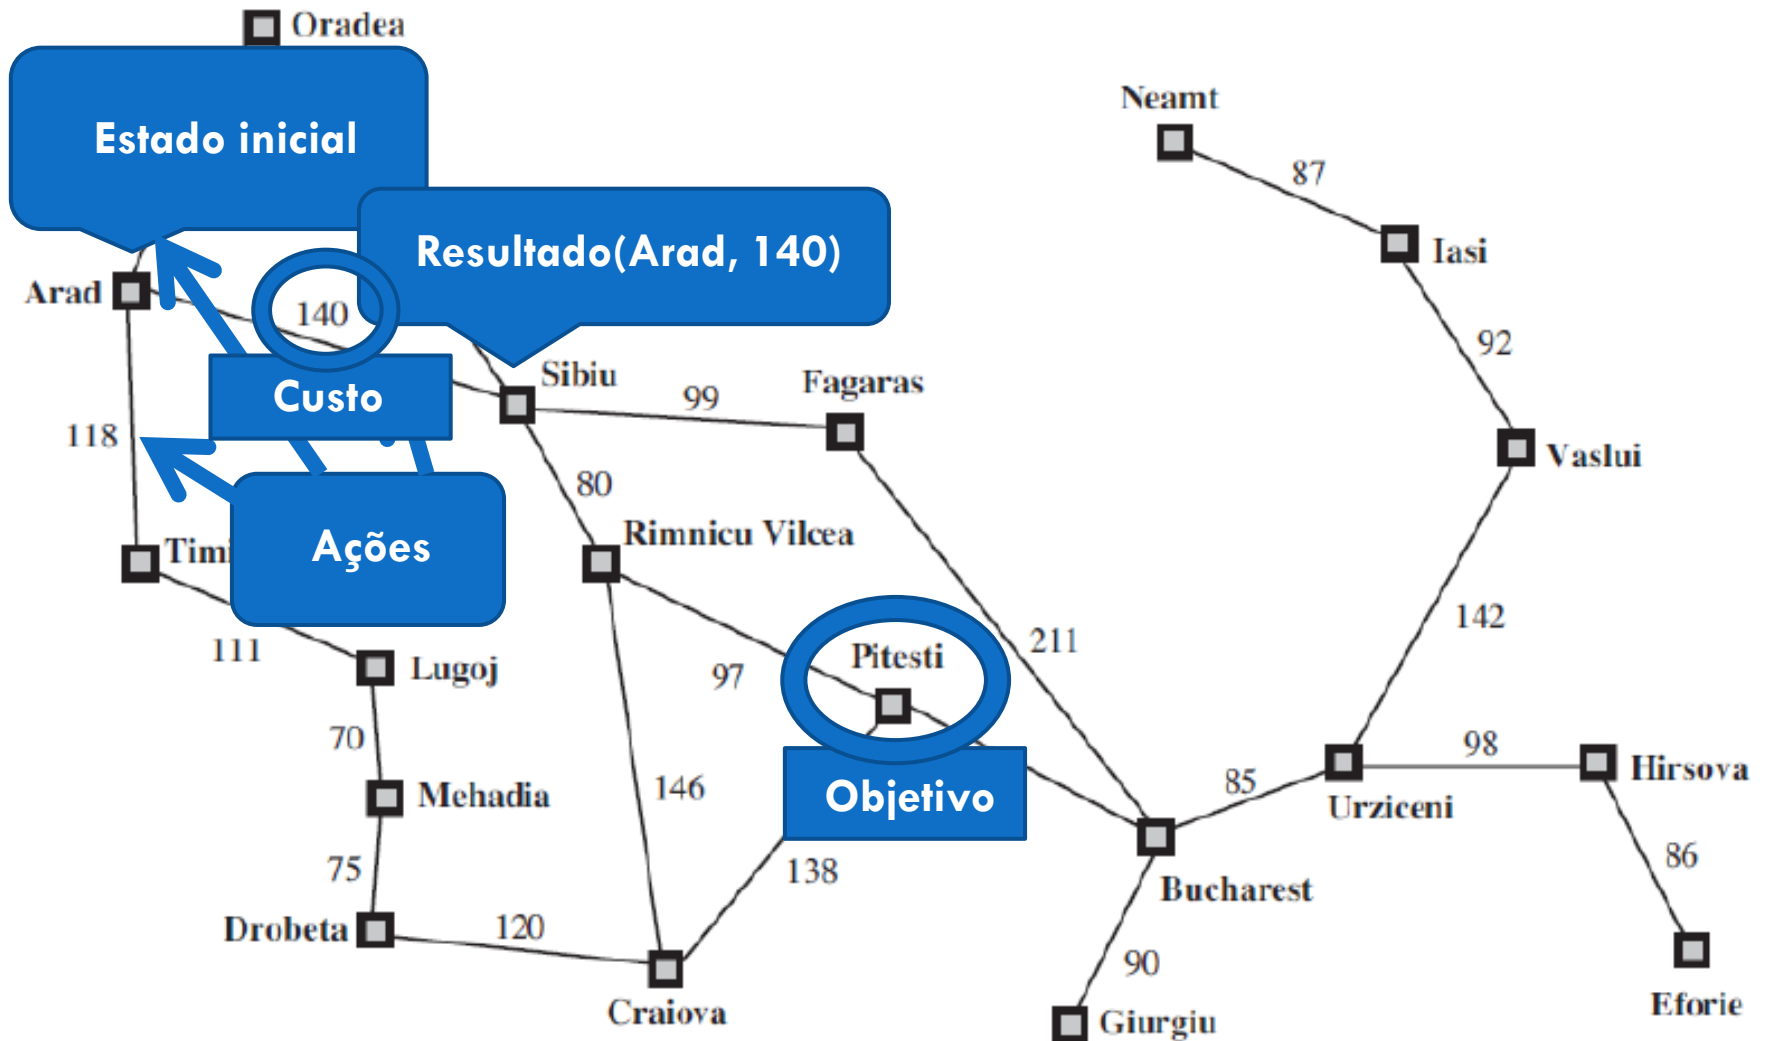 Oradea
Neamt
Estado inicial
87
Resultado(Arad, 140)
Iasi
Arad
140
92
Sibiu
Fagaras
Custo
99
118
Vaslui
80
Rimnicu Vilcea
Timi
Ações
142
111
Lugoj
97
Pitesti
211
70
98
Hirsova
Mehadia
146
Objetivo
85
Urziceni
75
138
86
Bucharest
Drobeta
120
90
Craiova
Giurgiu
Eforie